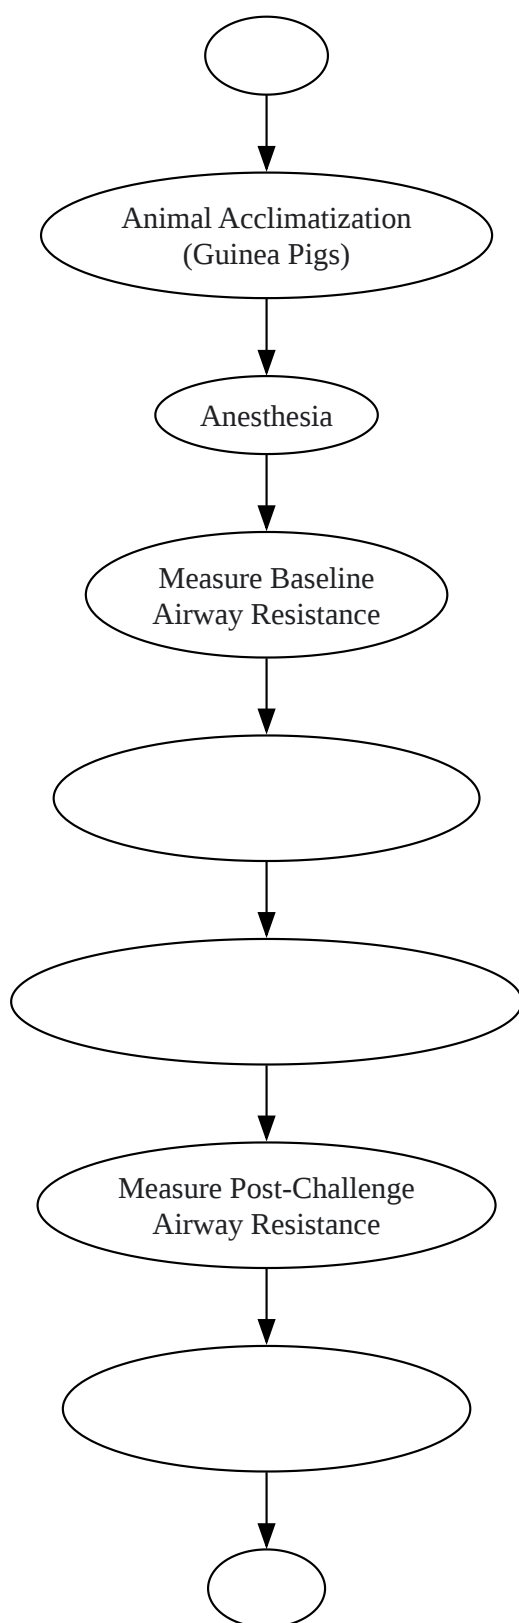 Animal Acclimatization
(Guinea Pigs)
Anesthesia
Measure Baseline
Airway Resistance
Measure Post-Challenge
Airway Resistance